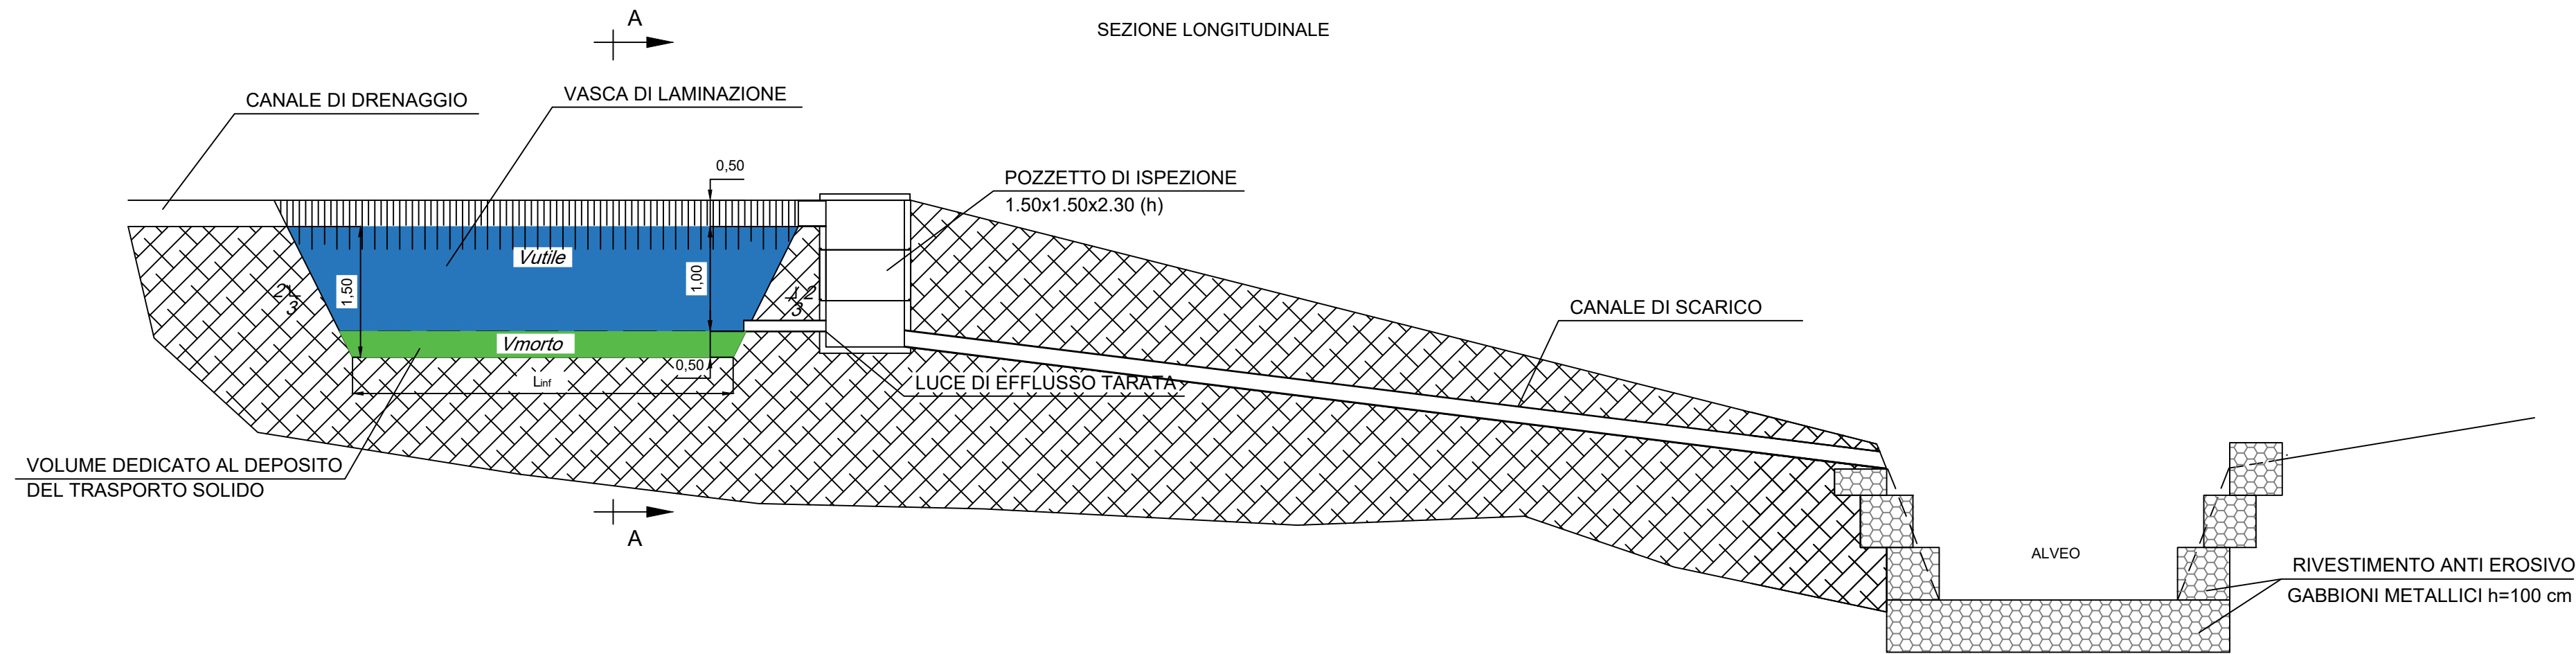 A
SEZIONE LONGITUDINALE
CANALE DI DRENAGGIO
VASCA DI LAMINAZIONE
0,50
POZZETTO DI ISPEZIONE
1.50x1.50x2.30 (h)
Vutile
1,50
1,00
2
3
2
3
CANALE DI SCARICO
Vmorto
0,50
Linf
LUCE DI EFFLUSSO TARATA
VOLUME DEDICATO AL DEPOSITO
DEL TRASPORTO SOLIDO
A
ALVEO
RIVESTIMENTO ANTI EROSIVO
GABBIONI METALLICI h=100 cm